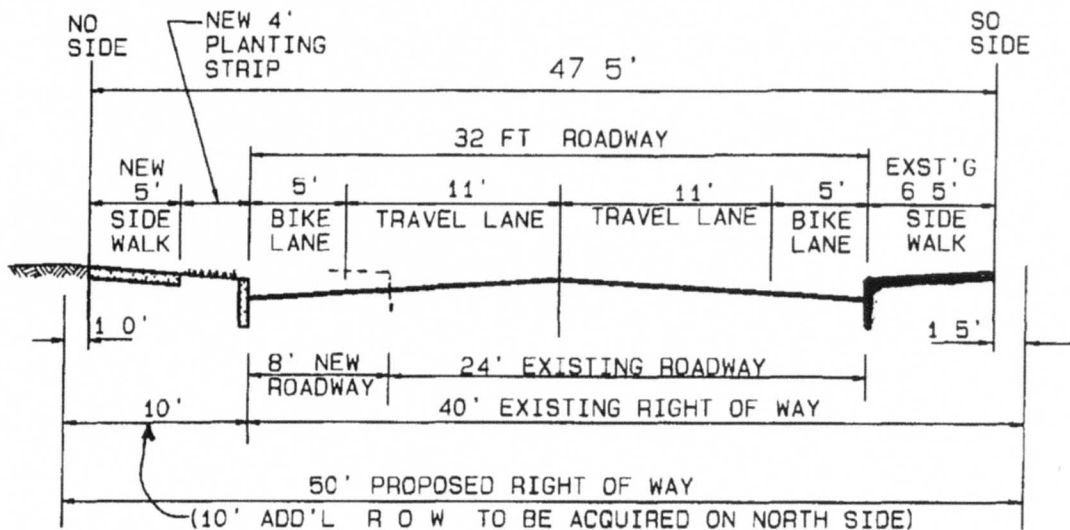 NO SIDE
NEW 4' PLANTING STRIP
SO SIDE
47 5'
32 FT ROADWAY
NEW 5' SIDE WALK
5' BIKE LANE
11' TRAVEL LANE
11' TRAVEL LANE
5' BIKE LANE
EXST'G 6 5' SIDE WALK
1 0'
1 5'
8' NEW ROADWAY
24' EXISTING ROADWAY
10'
40' EXISTING RIGHT OF WAY
50' PROPOSED RIGHT OF WAY
(10' ADD'L R O W TO BE ACQUIRED ON NORTH SIDE)